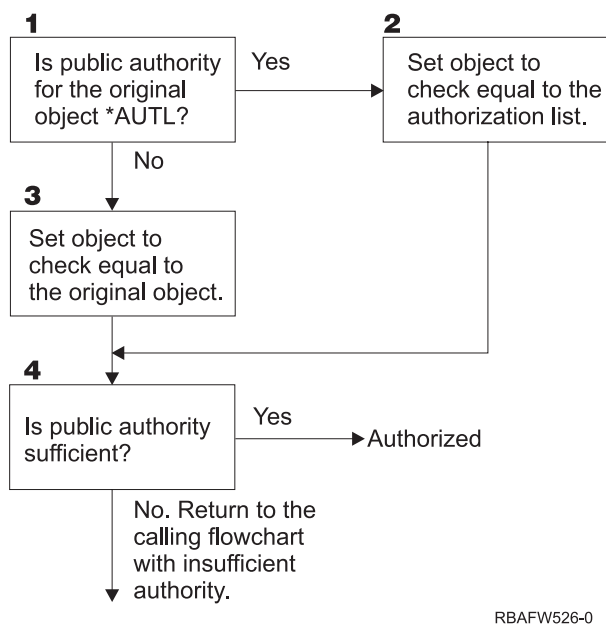 1
Is public authority
for the original
object *AUTL?
Yes
2
Set object to
check equal to the
authorization list.
No
3
Set object to
check equal to
the original object.
4
Is public authority
sufficient?
Yes
Authorized
No. Return to the
calling flowchart
with insufficient
authority.
RBAFW526-0